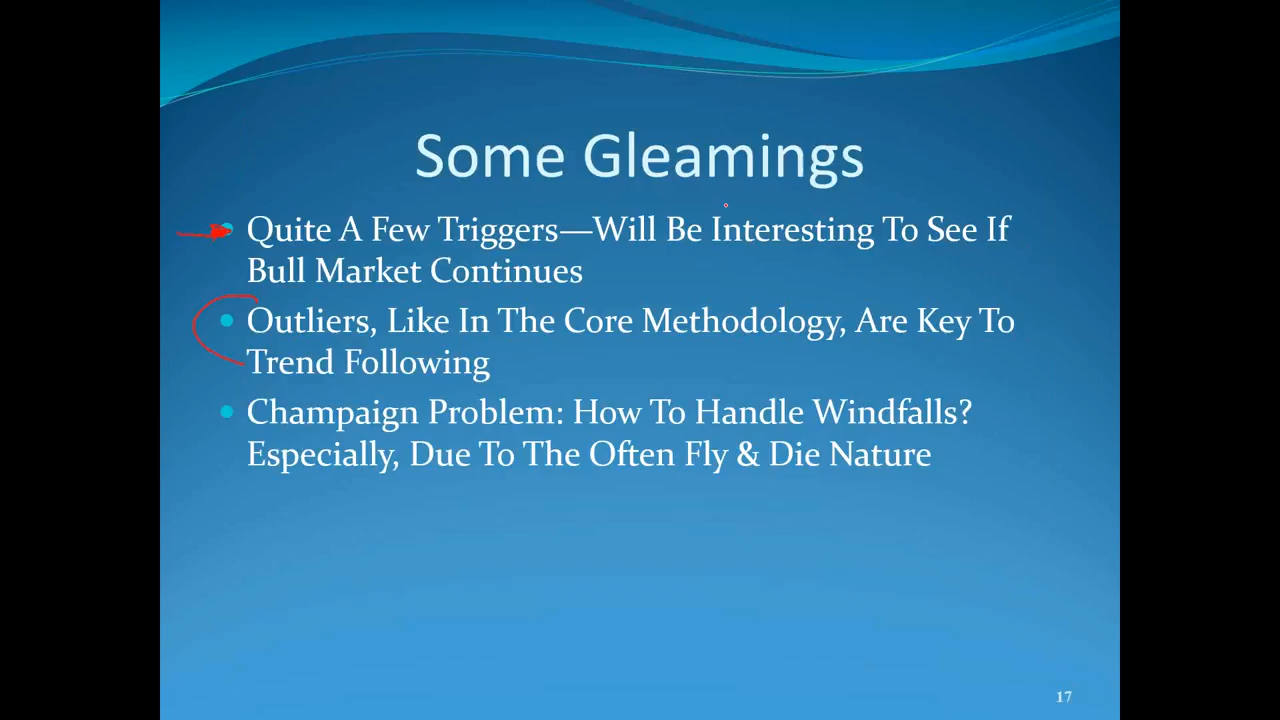 Some Gleamings
Quite A Few Triggers—Will Be Interesting To See If
Bull Market Continues
Outliers, Like In The Core Methodology, Are Key To
Trend Following
Champaign Problem: How To Handle Windfalls?
Especially, Due To The Often Fly & Die Nature
17